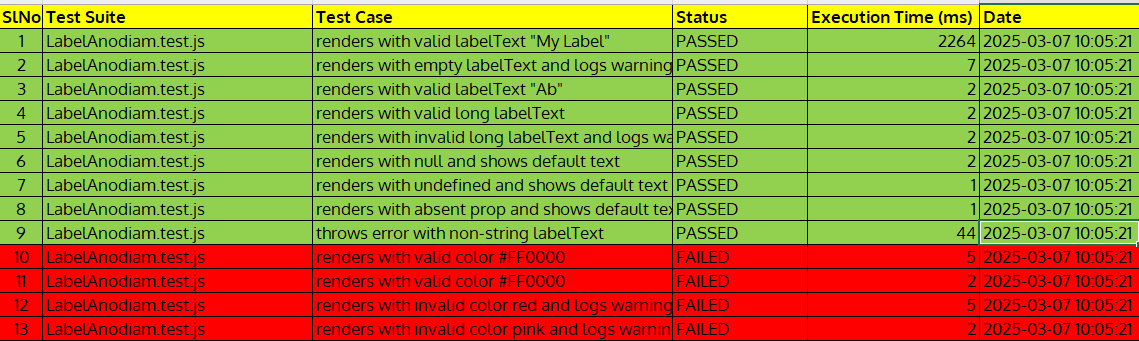 SlNo Test Suite Test Case Status Execution Time (ms) Date
1 LabelAnodiam.test.js renders with valid labelText "My Label" PASSED 2264 2025-03-07 10:05:21
2 LabelAnodiam.test.js renders with empty labelText and logs warning PASSED 7 2025-03-07 10:05:21
3 LabelAnodiam.test.js renders with valid labelText "Ab" PASSED 2 2025-03-07 10:05:21
4 LabelAnodiam.test.js renders with valid long labelText PASSED 2 2025-03-07 10:05:21
5 LabelAnodiam.test.js renders with invalid long labelText and logs wa PASSED 2 2025-03-07 10:05:21
6 LabelAnodiam.test.js renders with null and shows default text PASSED 2 2025-03-07 10:05:21
7 LabelAnodiam.test.js renders with undefined and shows default text PASSED 1 2025-03-07 10:05:21
8 LabelAnodiam.test.js renders with absent prop and shows default tex PASSED 1 2025-03-07 10:05:21
9 LabelAnodiam.test.js throws error with non-string labelText PASSED 44 2025-03-07 10:05:21
10 LabelAnodiam.test.js renders with valid color #FF0000 FAILED 5 2025-03-07 10:05:21
11 LabelAnodiam.test.js renders with valid color #FF0000 FAILED 2 2025-03-07 10:05:21
12 LabelAnodiam.test.js renders with invalid color red and logs warning FAILED 5 2025-03-07 10:05:21
13 LabelAnodiam.test.js renders with invalid color pink and logs warnin FAILED 2 2025-03-07 10:05:21